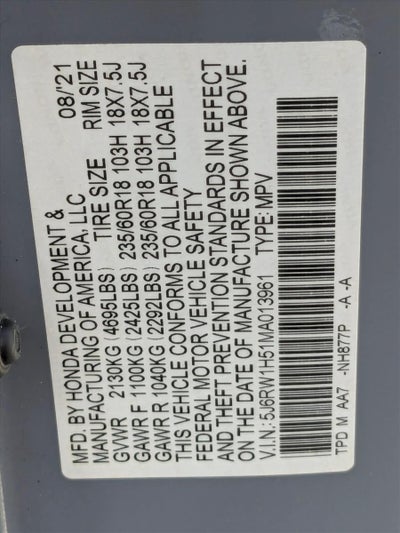 MFD. BY HONDA DEVELOPMENT &
MANUFACTURING OF AMERICA, LLC 08/'21
TIRE SIZE RIM SIZE
GVWR 2130KG (4695LBS)
GAWR F 1100KG (2425LBS) 235/60R18 103H 18X7.5J
GAWR R 1040KG (2292LBS) 235/60R18 103H 18X7.5J
THIS VEHICLE CONFORMS TO ALL APPLICABLE
FEDERAL MOTOR VEHICLE SAFETY
AND THEFT PREVENTION STANDARDS IN EFFECT
ON THE DATE OF MANUFACTURE SHOWN ABOVE.
V.I.N.: 5J6RW1H51MA013961 TYPE: MPV
TPD M AA7 -NH877P -A -A